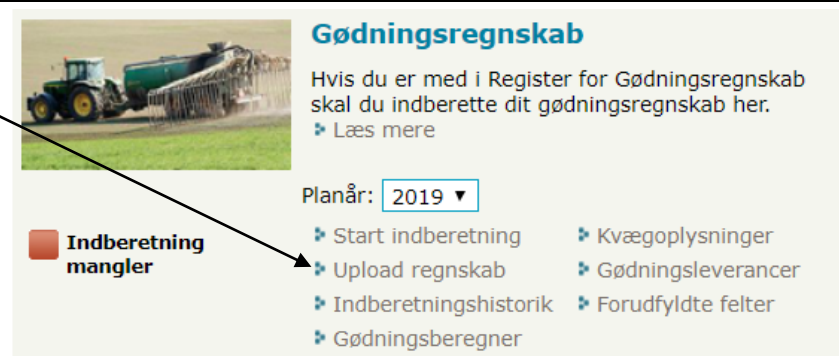 Gødningsregnskab
Hvis du er med i Register for Gødningsregnskab
skal du indberette dit gødningsregnskab her.
Læs mere
Planår: 2019
Indberetning
mangler
Start indberetning
Upload regnskab
Indberetningshistorik
Gødningsberegner
Kvægoplysninger
Gødningsleverancer
Forudfyldte felter